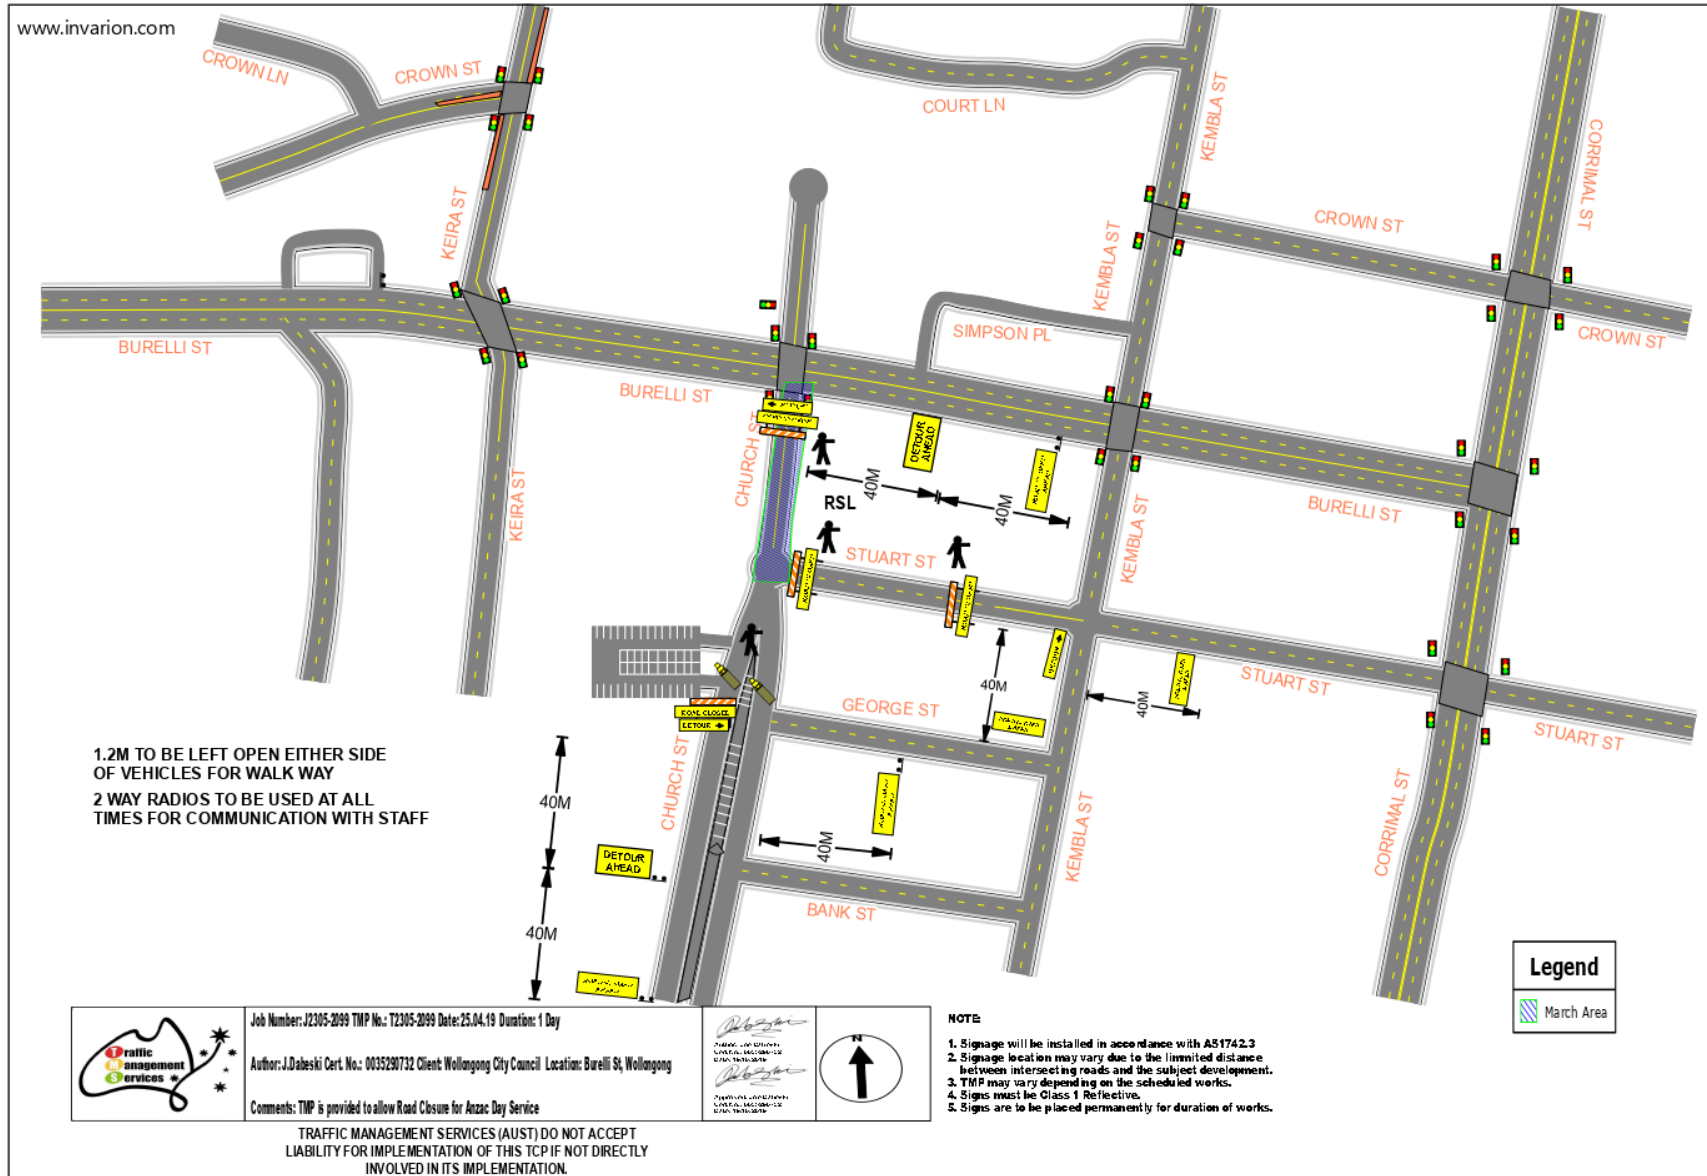 www.invarion.com
CROWN LN
CROWN ST
COURT LN
KEMBLA ST
CORRIMAL ST
KEIRA ST
CROWN ST
KEMBLA ST
SIMPSON PL
CROWN ST
BURELLI ST
BURELLI ST
CHURCH ST
DETOUR
AHEAD
40M
40M
RSL
KEIRA ST
BURELLI ST
KEMBLA ST
STUART ST
40M
STUART ST
40M
STUART ST
GEORGE ST
ROAD CLOSED
DETOUR
CHURCH ST
1.2M TO BE LEFT OPEN EITHER SIDE
OF VEHICLES FOR WALK WAY
2 WAY RADIOS TO BE USED AT ALL
TIMES FOR COMMUNICATION WITH STAFF
40M
40M
DETOUR
AHEAD
KEMBLA ST
CORRIMAL ST
BANK ST
40M
Legend
March Area
Traffic
Management
Services
Job Number: J2305-2099 TMP No.: T2305-2099 Date: 25.04.19 Duration: 1 Day
Author: J.Dabeski Cert. No.: 0035290732 Client: Wollongong City Council Location: Burelli St, Wollongong
Comments: TMP is provided to allow Road Closure for Anzac Day Service
N
NOTE:
1. Signage will be installed in accordance with AS1742.3
2. Signage location may vary due to the limmited distance
between intersecting roads and the subject development.
3. TMP may vary depending on the scheduled works.
4. Signs must be Class 1 Reflective.
5. Signs are to be placed permanently for duration of works.
TRAFFIC MANAGEMENT SERVICES (AUST) DO NOT ACCEPT
LIABILITY FOR IMPLEMENTATION OF THIS TCP IF NOT DIRECTLY
INVOLVED IN ITS IMPLEMENTATION.